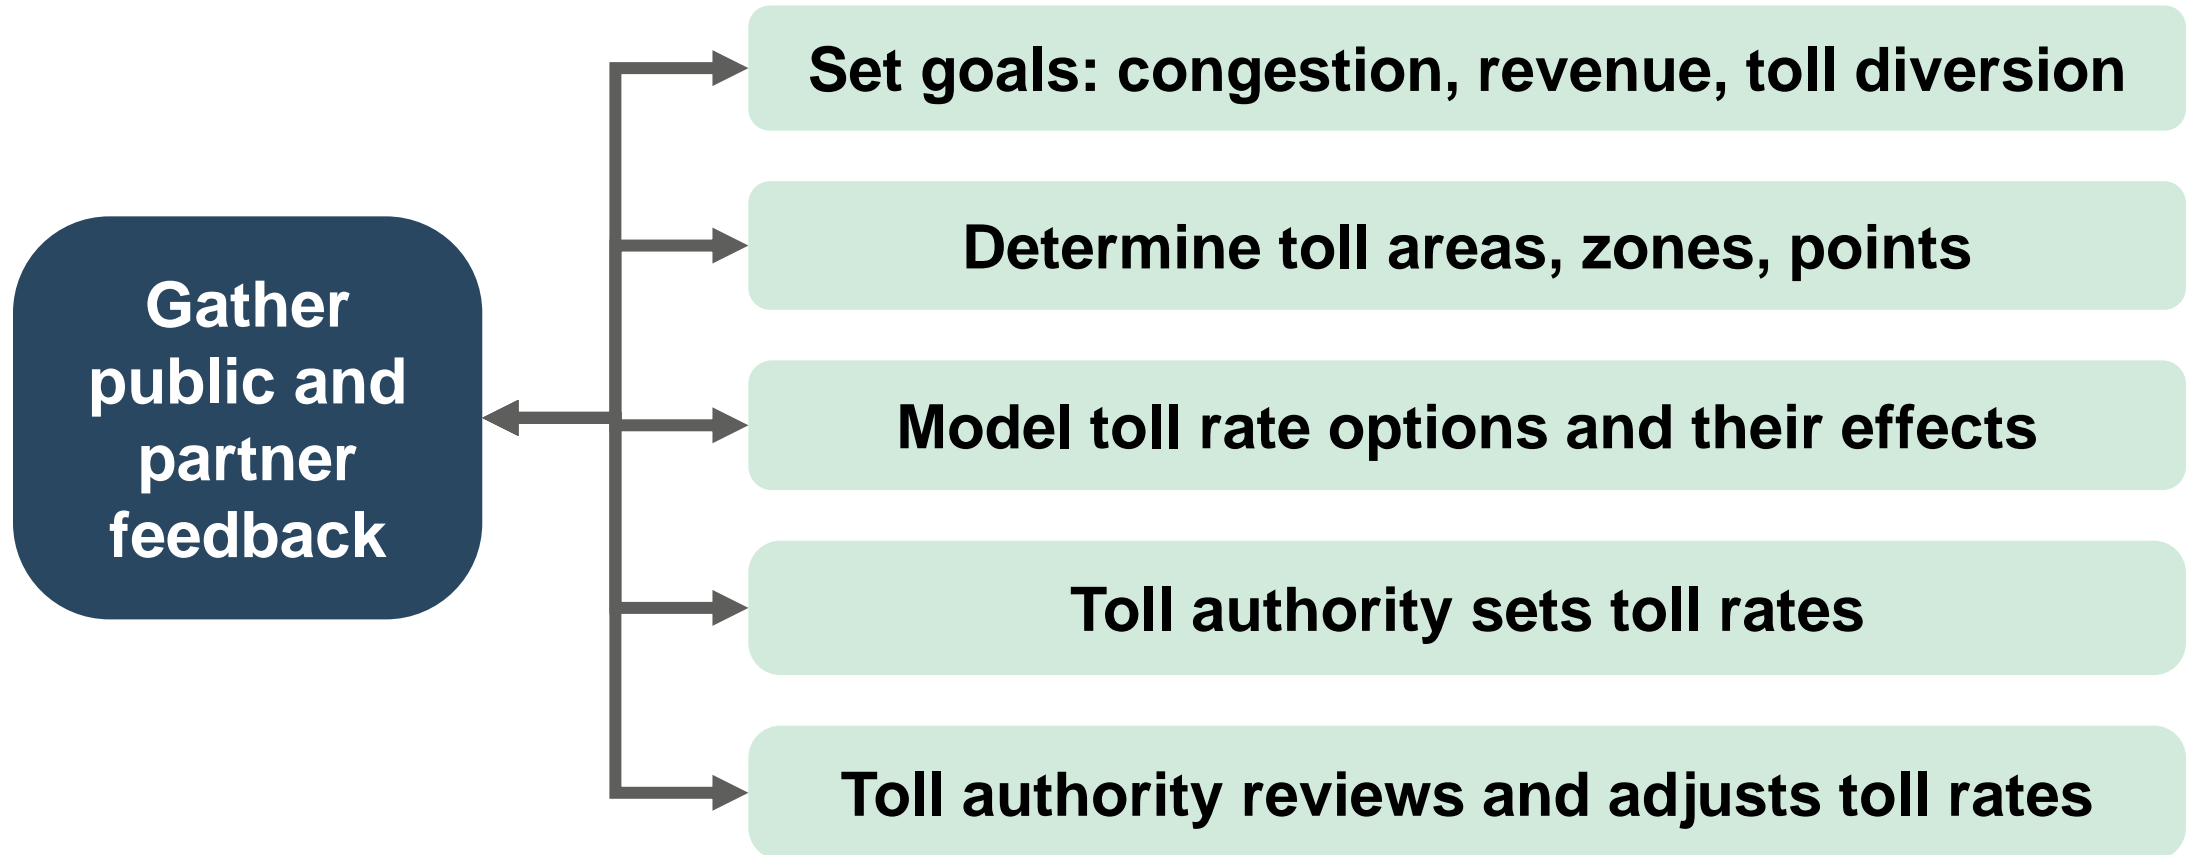 Gather
public and
partner
feedback
Set goals: congestion, revenue, toll diversion
Determine toll areas, zones, points
Model toll rate options and their effects
Toll authority sets toll rates
Toll authority reviews and adjusts toll rates